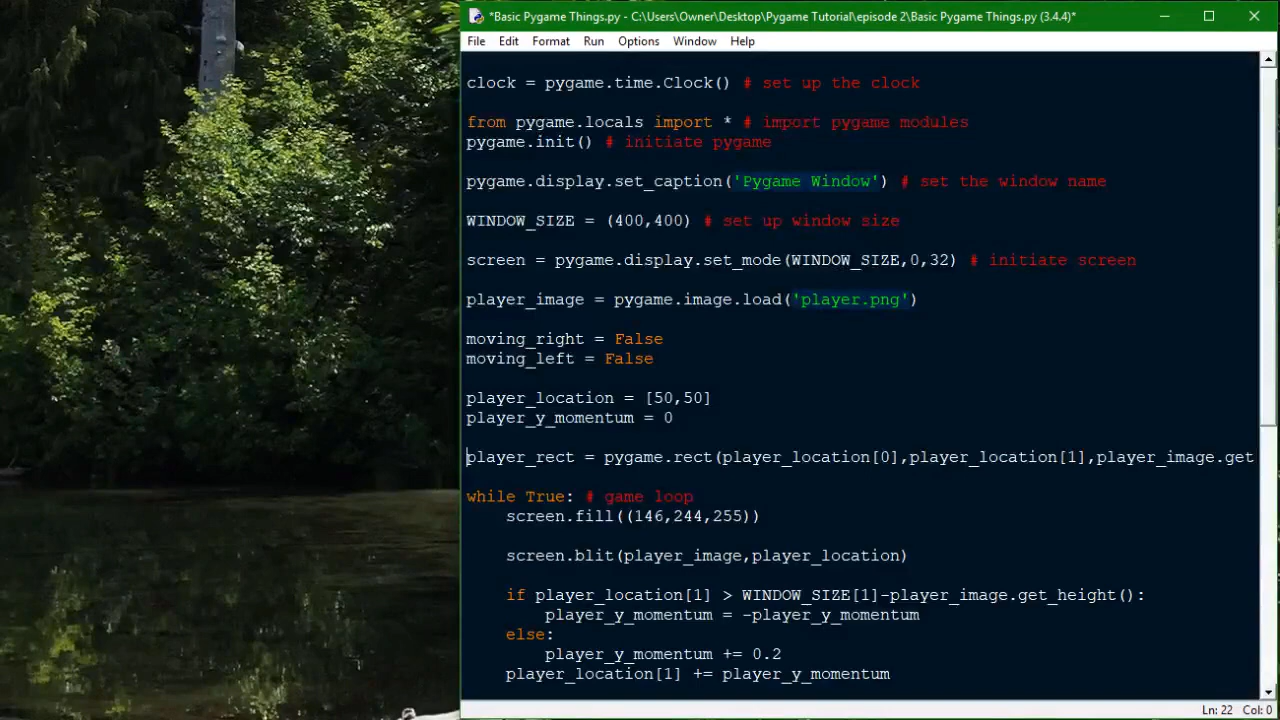 *Basic Pygame Things.py - C:\Users\Owner\Desktop\Pygame Tutorial\episode 2\Basic Pygame Things.py (3.4.4)*
File Edit Format Run Options Window Help
clock = pygame.time.Clock() # set up the clock
from pygame.locals import * # import pygame modules
pygame.init() # initiate pygame
pygame.display.set_caption('Pygame Window') # set the window name
WINDOW_SIZE = (400,400) # set up window size
screen = pygame.display.set_mode(WINDOW_SIZE,0,32) # initiate screen
player_image = pygame.image.load('player.png')
moving_right = False
moving_left = False
player_location = [50,50]
player_y_momentum = 0
player_rect = pygame.rect(player_location[0],player_location[1],player_image.get
while True: # game loop
    screen.fill((146,244,255))
    screen.blit(player_image,player_location)
    if player_location[1] > WINDOW_SIZE[1]-player_image.get_height():
        player_y_momentum = -player_y_momentum
    else:
        player_y_momentum += 0.2
    player_location[1] += player_y_momentum
Ln: 22 Col: 0